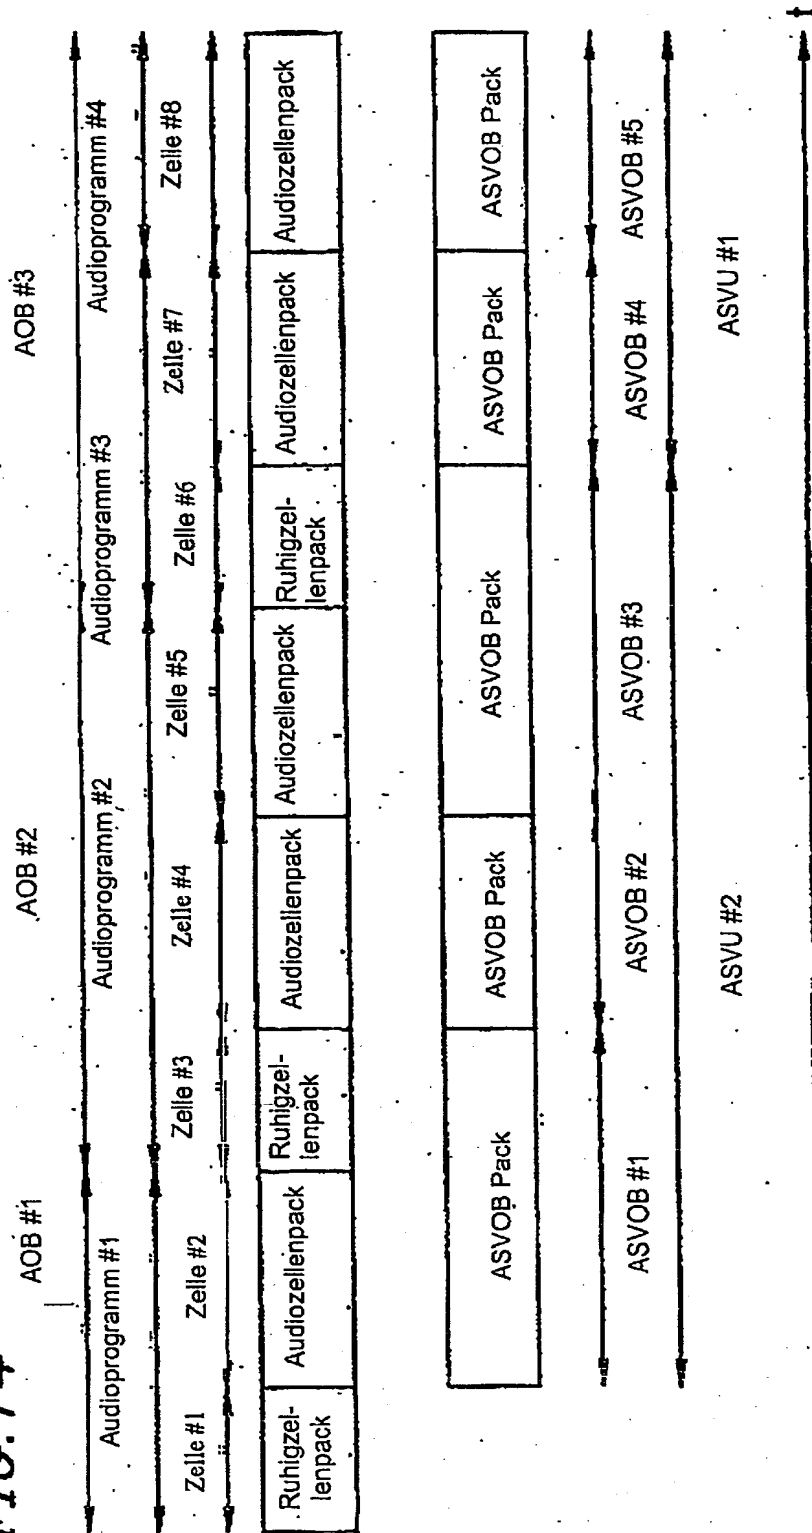 AOB #1 AOB #2 AOB #3
Audioprogramm #1 Audioprogramm #2 Audioprogramm #3 Audioprogramm #4
Zelle #1 Zelle #2 Zelle #3 Zelle #4 Zelle #5 Zelle #6 Zelle #7 Zelle #8
Ruhigzel-
lenpack
Audiozellenpack
Ruhigzel-
lenpack
Audiozellenpack
Audiozellenpack
Ruhigzel-
lenpack
Audiozellenpack
Audiozellenpack
ASVOB Pack ASVOB Pack ASVOB Pack ASVOB Pack ASVOB Pack
ASVOB #1 ASVOB #2 ASVOB #3 ASVOB #4 ASVOB #5
ASVU #2 ASVU #1
t